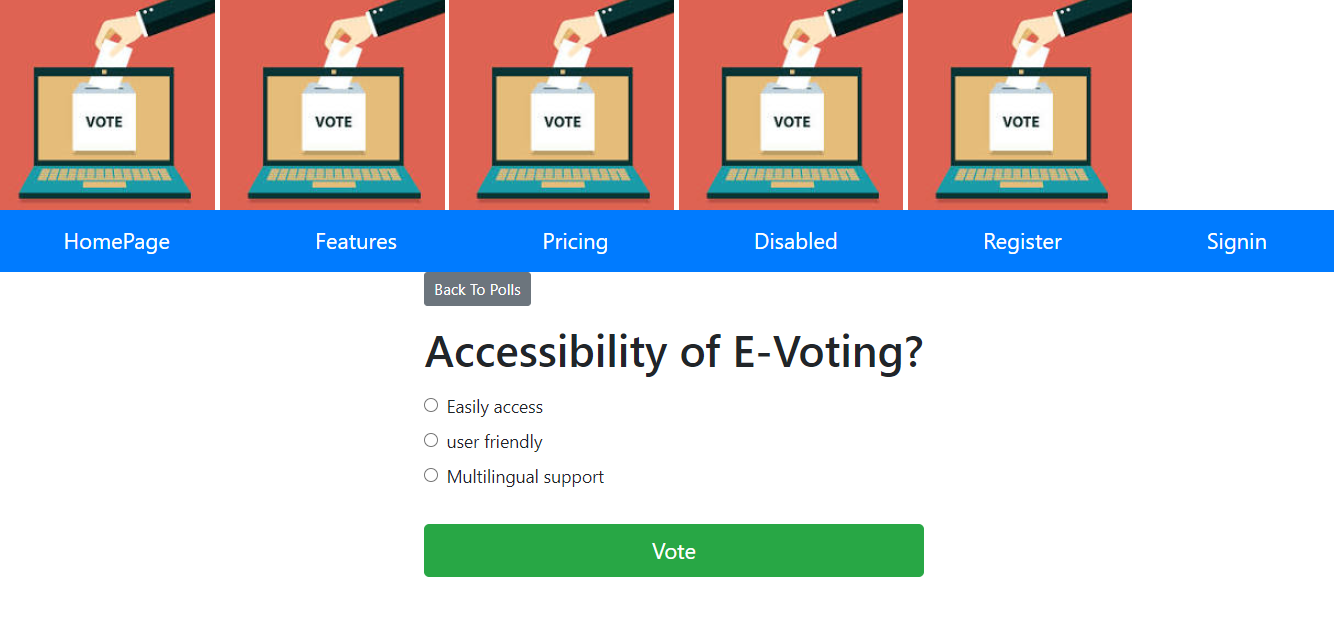 VOTE VOTE VOTE VOTE VOTE
HomePage Features Pricing Disabled Register Signin
Back To Polls
Accessibility of E-Voting?
Easily access
user friendly
Multilingual support
Vote